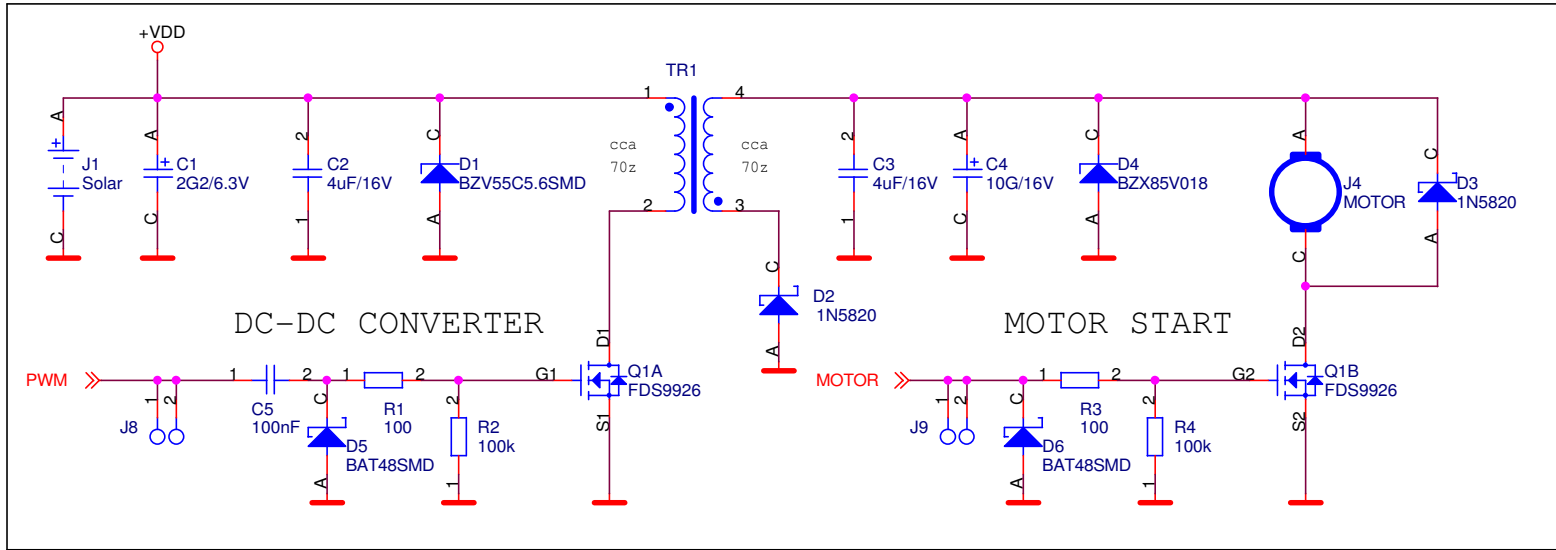 +VDD
TR1
A
A
2
C
1
4
2
A
C
A
C
J1
Solar
C1
2G2/6.3V
C2
4uF/16V
D1
BZV55C5.6SMD
cca
70z
cca
70z
C3
4uF/16V
C4
10G/16V
D4
BZX85V018
J4
MOTOR
D3
1N5820
C
C
1
A
2
3
1
C
A
C
A
C
D2
1N5820
A
DC-DC CONVERTER
MOTOR START
D1
D2
PWM
1
2
1
2
G1
Q1A
FDS9926
MOTOR
1
2
G2
Q1B
FDS9926
1
2
J8
C5
100nF
C
D5
BAT48SMD
A
R1
100
2
R2
100k
1
S1
1
2
J9
C
D6
BAT48SMD
A
R3
100
2
R4
100k
1
S2